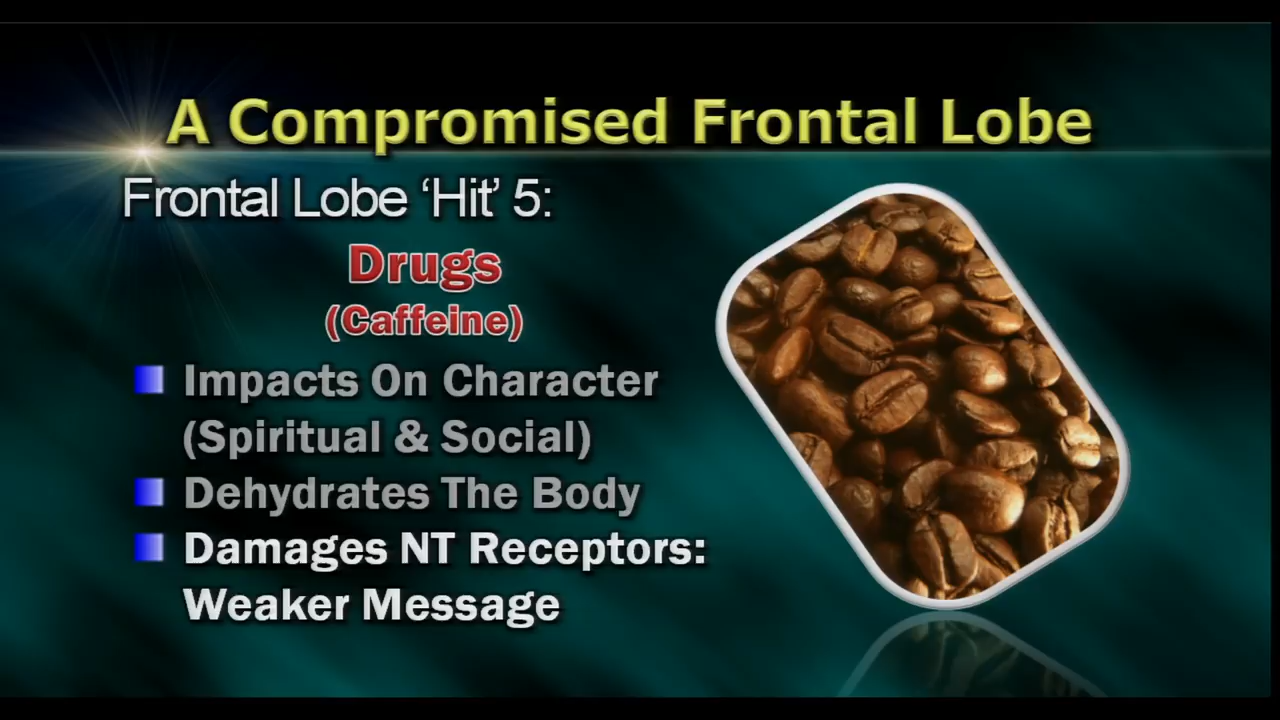 A Compromised Frontal Lobe
Frontal Lobe ‘Hit’ 5:
Drugs
(Caffeine)
Impacts On Character
(Spiritual & Social)
Dehydrates The Body
Damages NT Receptors:
Weaker Message